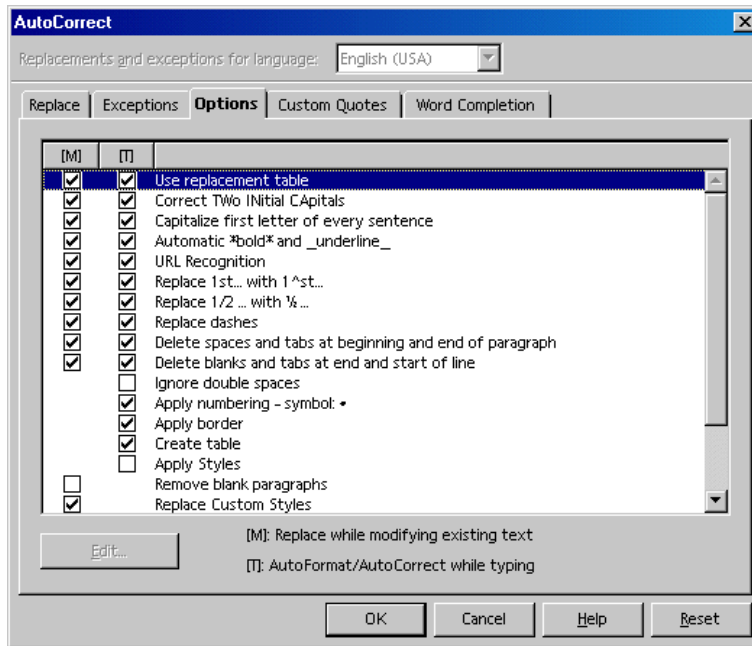 AutoCorrect
Replacements and exceptions for language: English (USA)
Replace Exceptions Options Custom Quotes Word Completion
[M] [T]
Use replacement table
Correct TWo INitial CApitals
Capitalize first letter of every sentence
Automatic *bold* and _underline_
URL Recognition
Replace 1st... with 1^st...
Replace 1/2 ... with ½ ...
Replace dashes
Delete spaces and tabs at beginning and end of paragraph
Delete blanks and tabs at end and start of line
Ignore double spaces
Apply numbering - symbol: •
Apply border
Create table
Apply Styles
Remove blank paragraphs
Replace Custom Styles
Edit...
[M]: Replace while modifying existing text
[T]: AutoFormat/AutoCorrect while typing
OK Cancel Help Reset